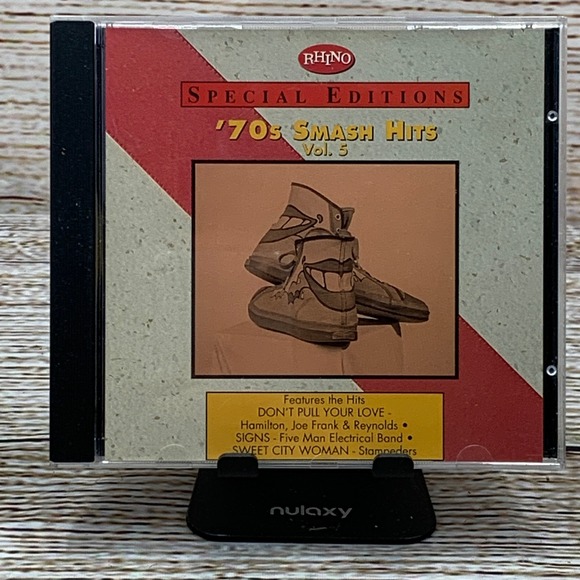 RHINO
SPECIAL EDITIONS
'70s SMASH HITS
Vol. 5
Features the Hits
DON'T PULL YOUR LOVE -
Hamilton, Joe Frank & Reynolds •
SIGNS - Five Man Electrical Band •
SWEET CITY WOMAN - Stampeders
nulaxy